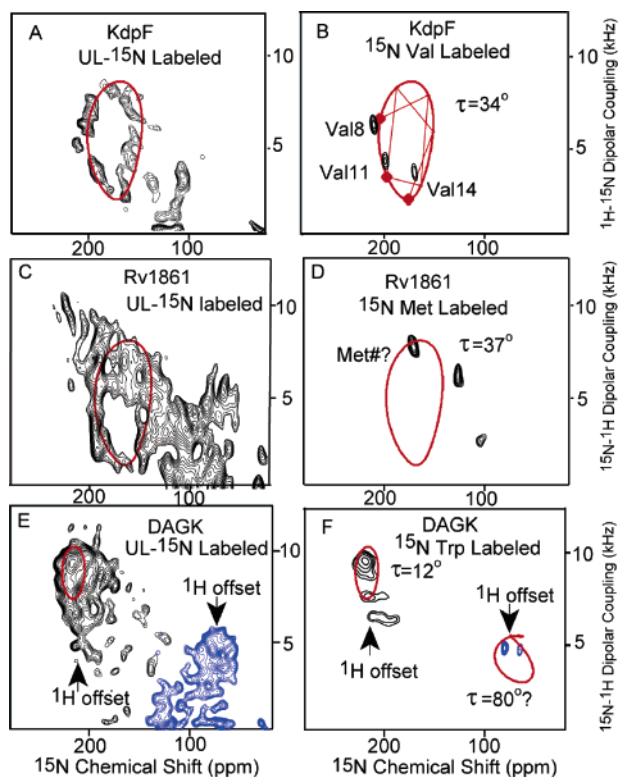 A
KdpF
UL-¹⁵N Labeled
10
5
200
100
B
KdpF
¹⁵N Val Labeled
τ=34°
Val8
Val11
Val14
10
5
200
100
¹H-¹⁵N Dipolar Coupling (kHz)
C
Rv1861
UL-¹⁵N labeled
10
5
200
100
D
Rv1861
¹⁵N Met Labeled
Met#?
τ=37°
10
5
200
100
¹⁵N-¹H Dipolar Coupling (kHz)
E
DAGK
UL-¹⁵N Labeled
¹H offset
¹H offset
10
5
200
100
¹⁵N Chemical Shift (ppm)
F
DAGK
¹⁵N Trp Labeled
τ=12°
¹H offset
¹H offset
τ=80°?
10
5
200
100
¹⁵N Chemical Shift (ppm)
¹⁵N-¹H Dipolar Coupling (kHz)